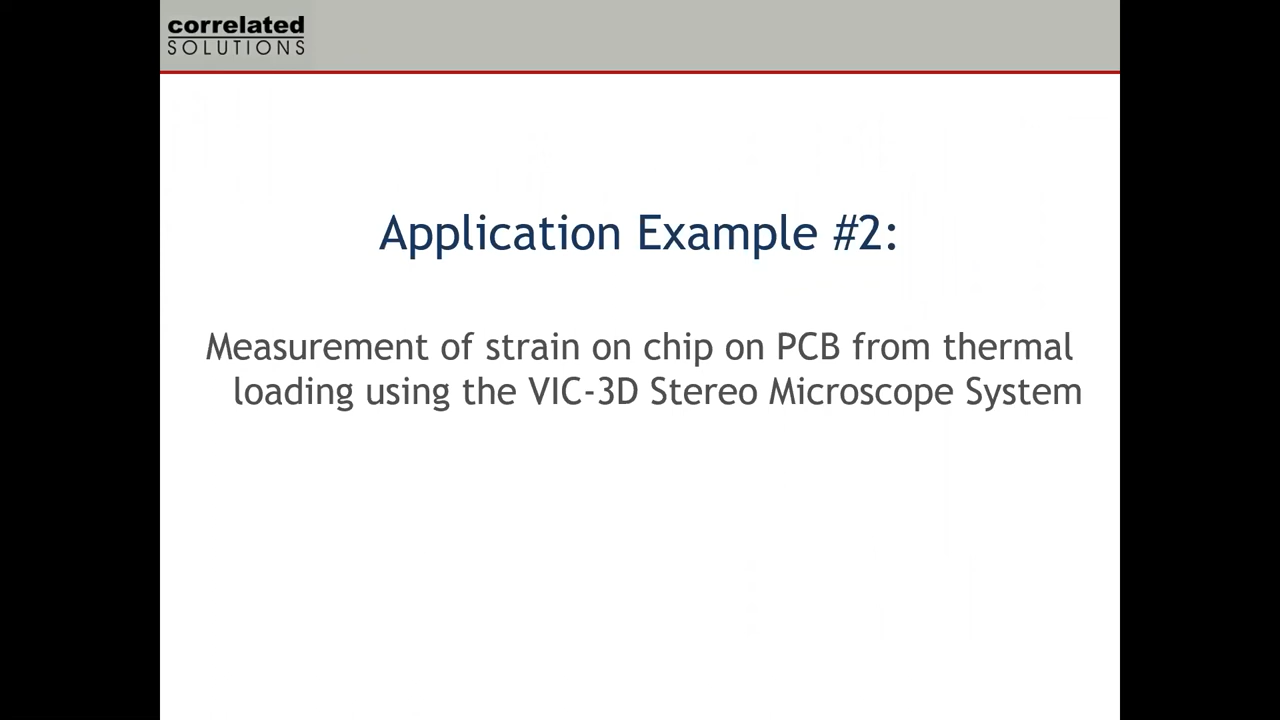 correlated
SOLUTIONS
Application Example #2:
Measurement of strain on chip on PCB from thermal
loading using the VIC-3D Stereo Microscope System